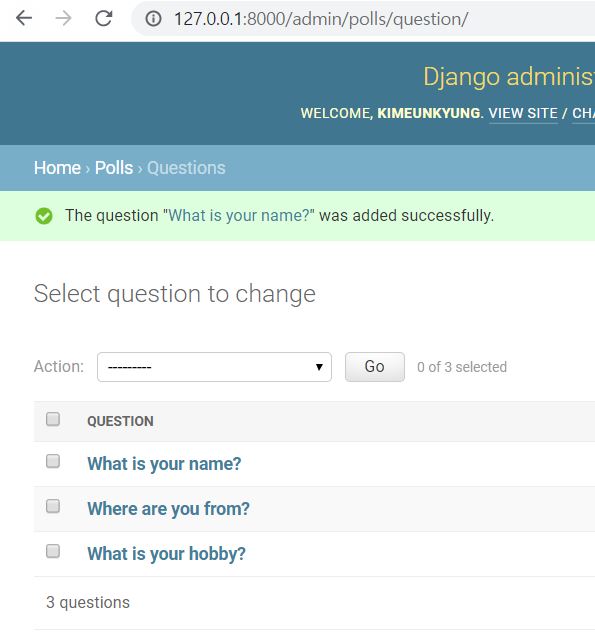 127.0.0.1:8000/admin/polls/question/
Django adminis
WELCOME, KIMEUNKYUNG. VIEW SITE / CHA
Home › Polls › Questions
The question "What is your name?" was added successfully.
Select question to change
Action: --------- Go 0 of 3 selected
QUESTION
What is your name?
Where are you from?
What is your hobby?
3 questions